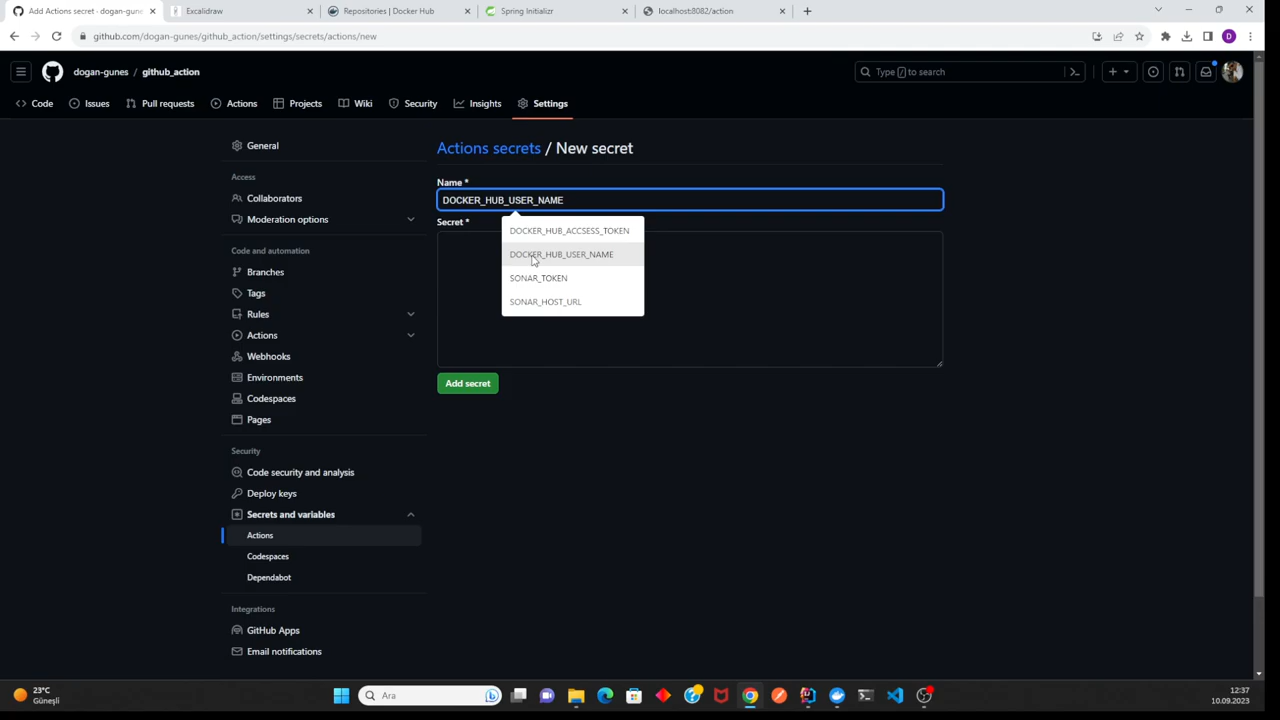 Add Actions secret · dogan-gunes
Excalidraw
Repositories | Docker Hub
Spring Initializr
localhost:8082/action
github.com/dogan-gunes/github_action/settings/secrets/actions/new
D
dogan-gunes / github_action
Type / to search
Code
Issues
Pull requests
Actions
Projects
Wiki
Security
Insights
Settings
General
Access
Collaborators
Moderation options
Code and automation
Branches
Tags
Rules
Actions
Webhooks
Environments
Codespaces
Pages
Security
Code security and analysis
Deploy keys
Secrets and variables
Actions
Codespaces
Dependabot
Integrations
GitHub Apps
Email notifications
Actions secrets / New secret
Name *
DOCKER_HUB_USER_NAME
Secret *
DOCKER_HUB_ACCSESS_TOKEN
DOCKER_HUB_USER_NAME
SONAR_TOKEN
SONAR_HOST_URL
Add secret
23°C
Güneşli
Ara
12:37
10.09.2023